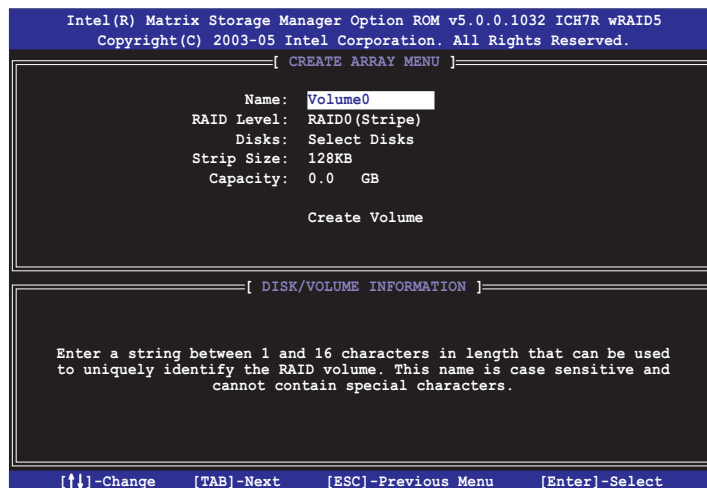 Intel(R) Matrix Storage Manager Option ROM v5.0.0.1032 ICH7R wRAID5
Copyright(C) 2003-05 Intel Corporation. All Rights Reserved.
[ CREATE ARRAY MENU ]
Name: Volume0
RAID Level: RAID0(Stripe)
Disks: Select Disks
Strip Size: 128KB
Capacity: 0.0 GB
Create Volume
[ DISK/VOLUME INFORMATION ]
Enter a string between 1 and 16 characters in length that can be used
to uniquely identify the RAID volume. This name is case sensitive and
cannot contain special characters.
[↑↓]-Change [TAB]-Next [ESC]-Previous Menu [Enter]-Select